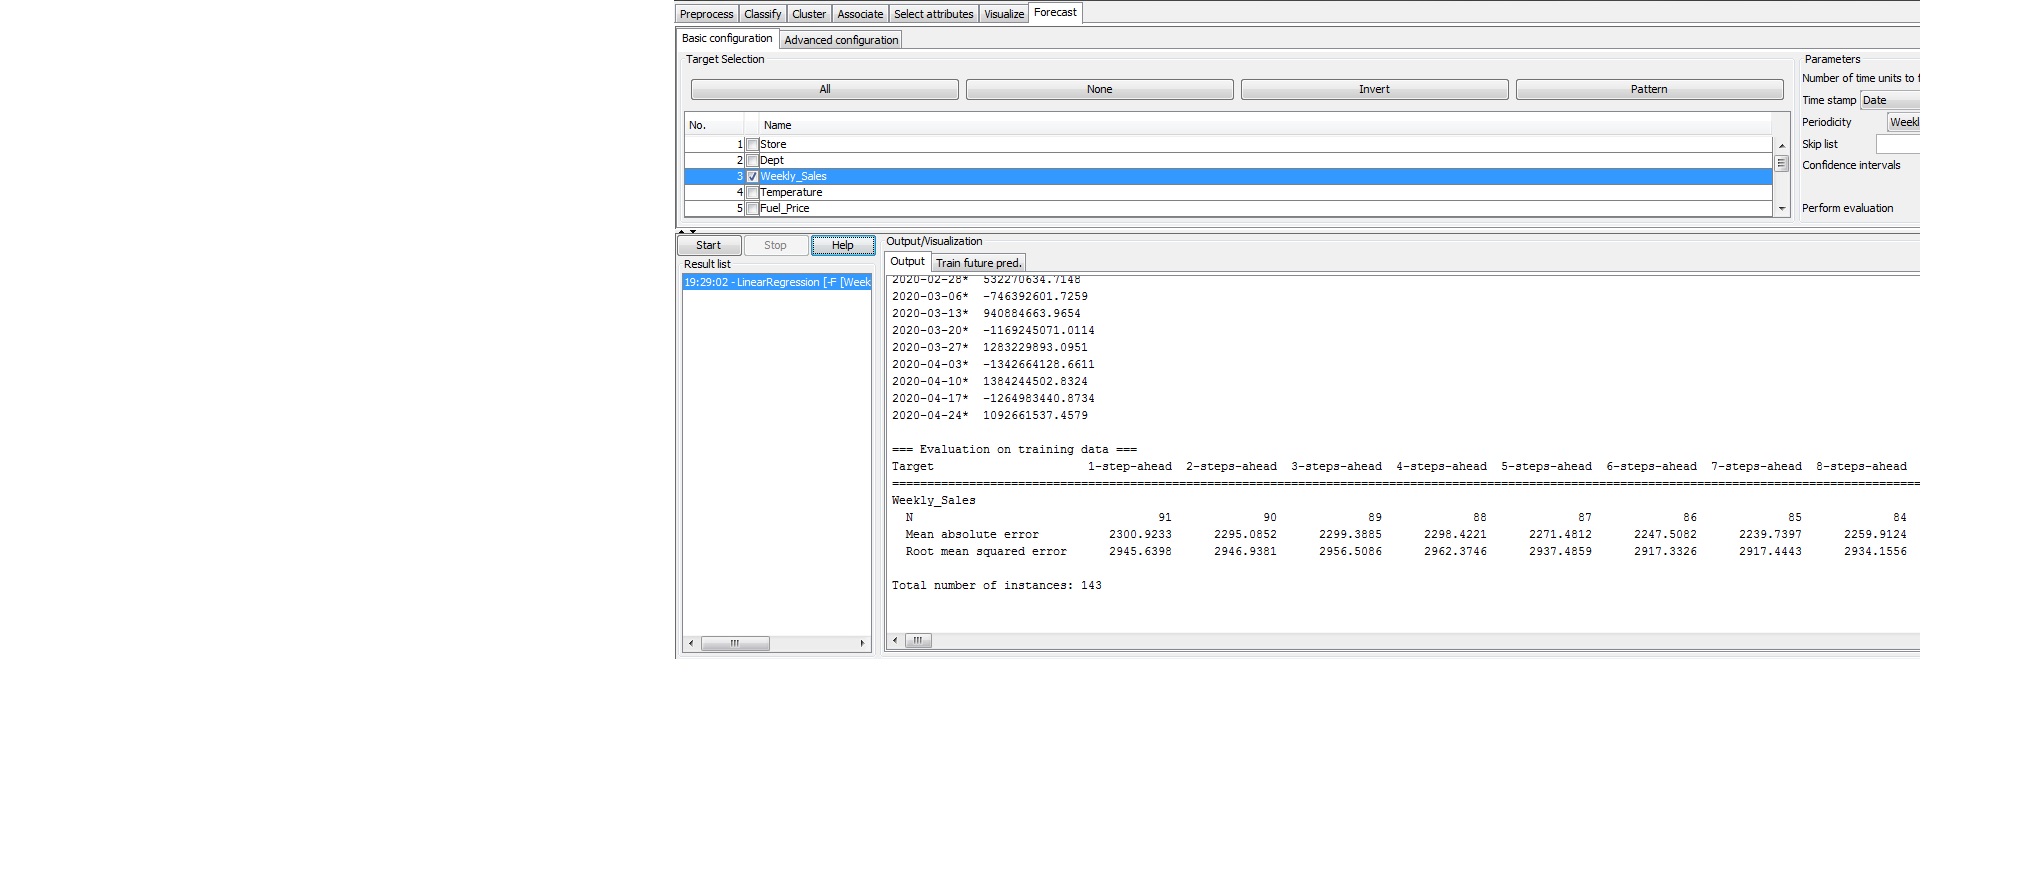 Preprocess Classify Cluster Associate Select attributes Visualize Forecast
Basic configuration Advanced configuration
Target Selection
All None Invert Pattern
No. Name
1 Store
2 Dept
3 Weekly_Sales
4 Temperature
5 Fuel_Price
Parameters
Number of time units to f
Time stamp Date
Periodicity Weekl
Skip list
Confidence intervals
Perform evaluation
Start Stop Help
Result list
19:29:02 - LinearRegression [-F [Week
Output/Visualization
Output Train future pred.
2020-02-28* 532270634.7148
2020-03-06* -746392601.7259
2020-03-13* 940884663.9654
2020-03-20* -1169245071.0114
2020-03-27* 1283229893.0951
2020-04-03* -1342664128.6611
2020-04-10* 1384244502.8324
2020-04-17* -1264983440.8734
2020-04-24* 1092661537.4579
=== Evaluation on training data ===
Target 1-step-ahead 2-steps-ahead 3-steps-ahead 4-steps-ahead 5-steps-ahead 6-steps-ahead 7-steps-ahead 8-steps-ahead
Weekly_Sales
N 91 90 89 88 87 86 85 84
Mean absolute error 2300.9233 2295.0852 2299.3885 2298.4221 2271.4812 2247.5082 2239.7397 2259.9124
Root mean squared error 2945.6398 2946.9381 2956.5086 2962.3746 2937.4859 2917.3326 2917.4443 2934.1556
Total number of instances: 143